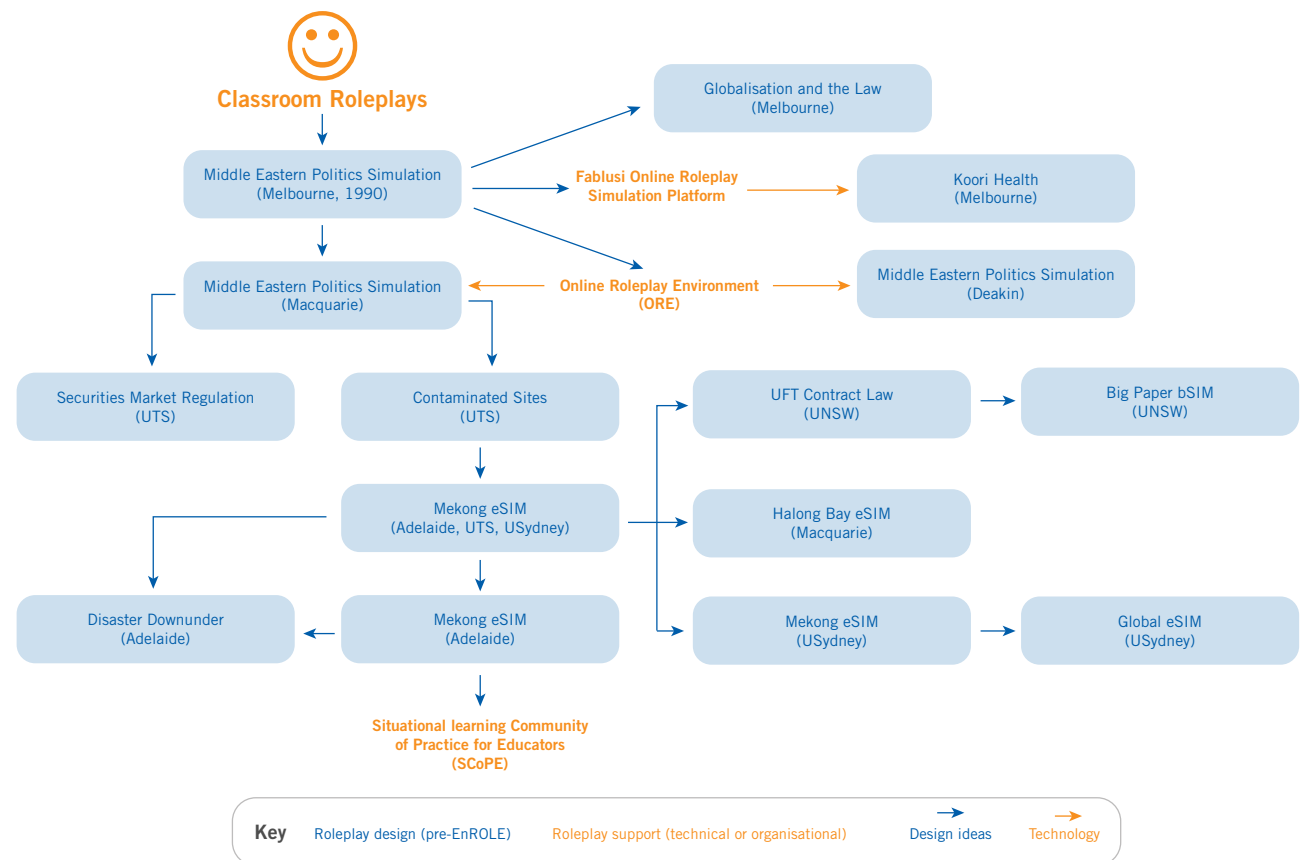 Classroom Roleplays
Globalisation and the Law
(Melbourne)
Middle Eastern Politics Simulation
(Melbourne, 1990)
Fablusi Online Roleplay
Simulation Platform
Koori Health
(Melbourne)
Middle Eastern Politics Simulation
(Macquarie)
Online Roleplay Environment
(ORE)
Middle Eastern Politics Simulation
(Deakin)
Securities Market Regulation
(UTS)
Contaminated Sites
(UTS)
UFT Contract Law
(UNSW)
Big Paper bSIM
(UNSW)
Mekong eSIM
(Adelaide, UTS, USydney)
Halong Bay eSIM
(Macquarie)
Disaster Downunder
(Adelaide)
Mekong eSIM
(Adelaide)
Mekong eSIM
(USydney)
Global eSIM
(USydney)
Situational learning Community
of Practice for Educators
(SCoPE)
Key
Roleplay design (pre-EnROLE)
Roleplay support (technical or organisational)
Design ideas
Technology